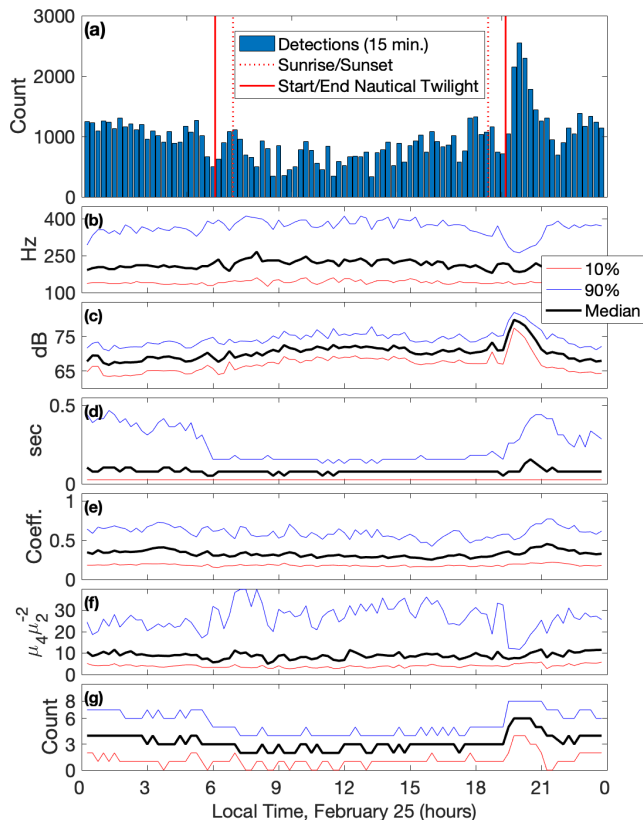 (a)
Count
3000
2000
1000
0
Detections (15 min.)
Sunrise/Sunset
Start/End Nautical Twilight
(b)
Hz
400
250
100
10%
90%
Median
(c)
dB
75
65
(d)
sec
0.5
0
(e)
Coeff.
1
0.5
0
(f)
μ₄μ₂⁻²
30
20
10
0
(g)
Count
8
6
3
0
0 3 6 9 12 15 18 21 0
Local Time, February 25 (hours)